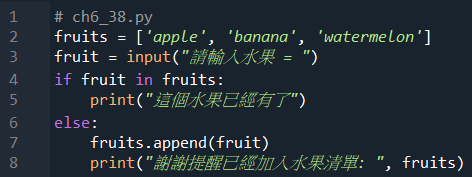 1 # ch6_38.py
2 fruits = ['apple', 'banana', 'watermelon']
3 fruit = input("請輸入水果 = ")
4 if fruit in fruits:
5     print("這個水果已經有了")
6 else:
7     fruits.append(fruit)
8     print("謝謝提醒已經加入水果清單: ", fruits)